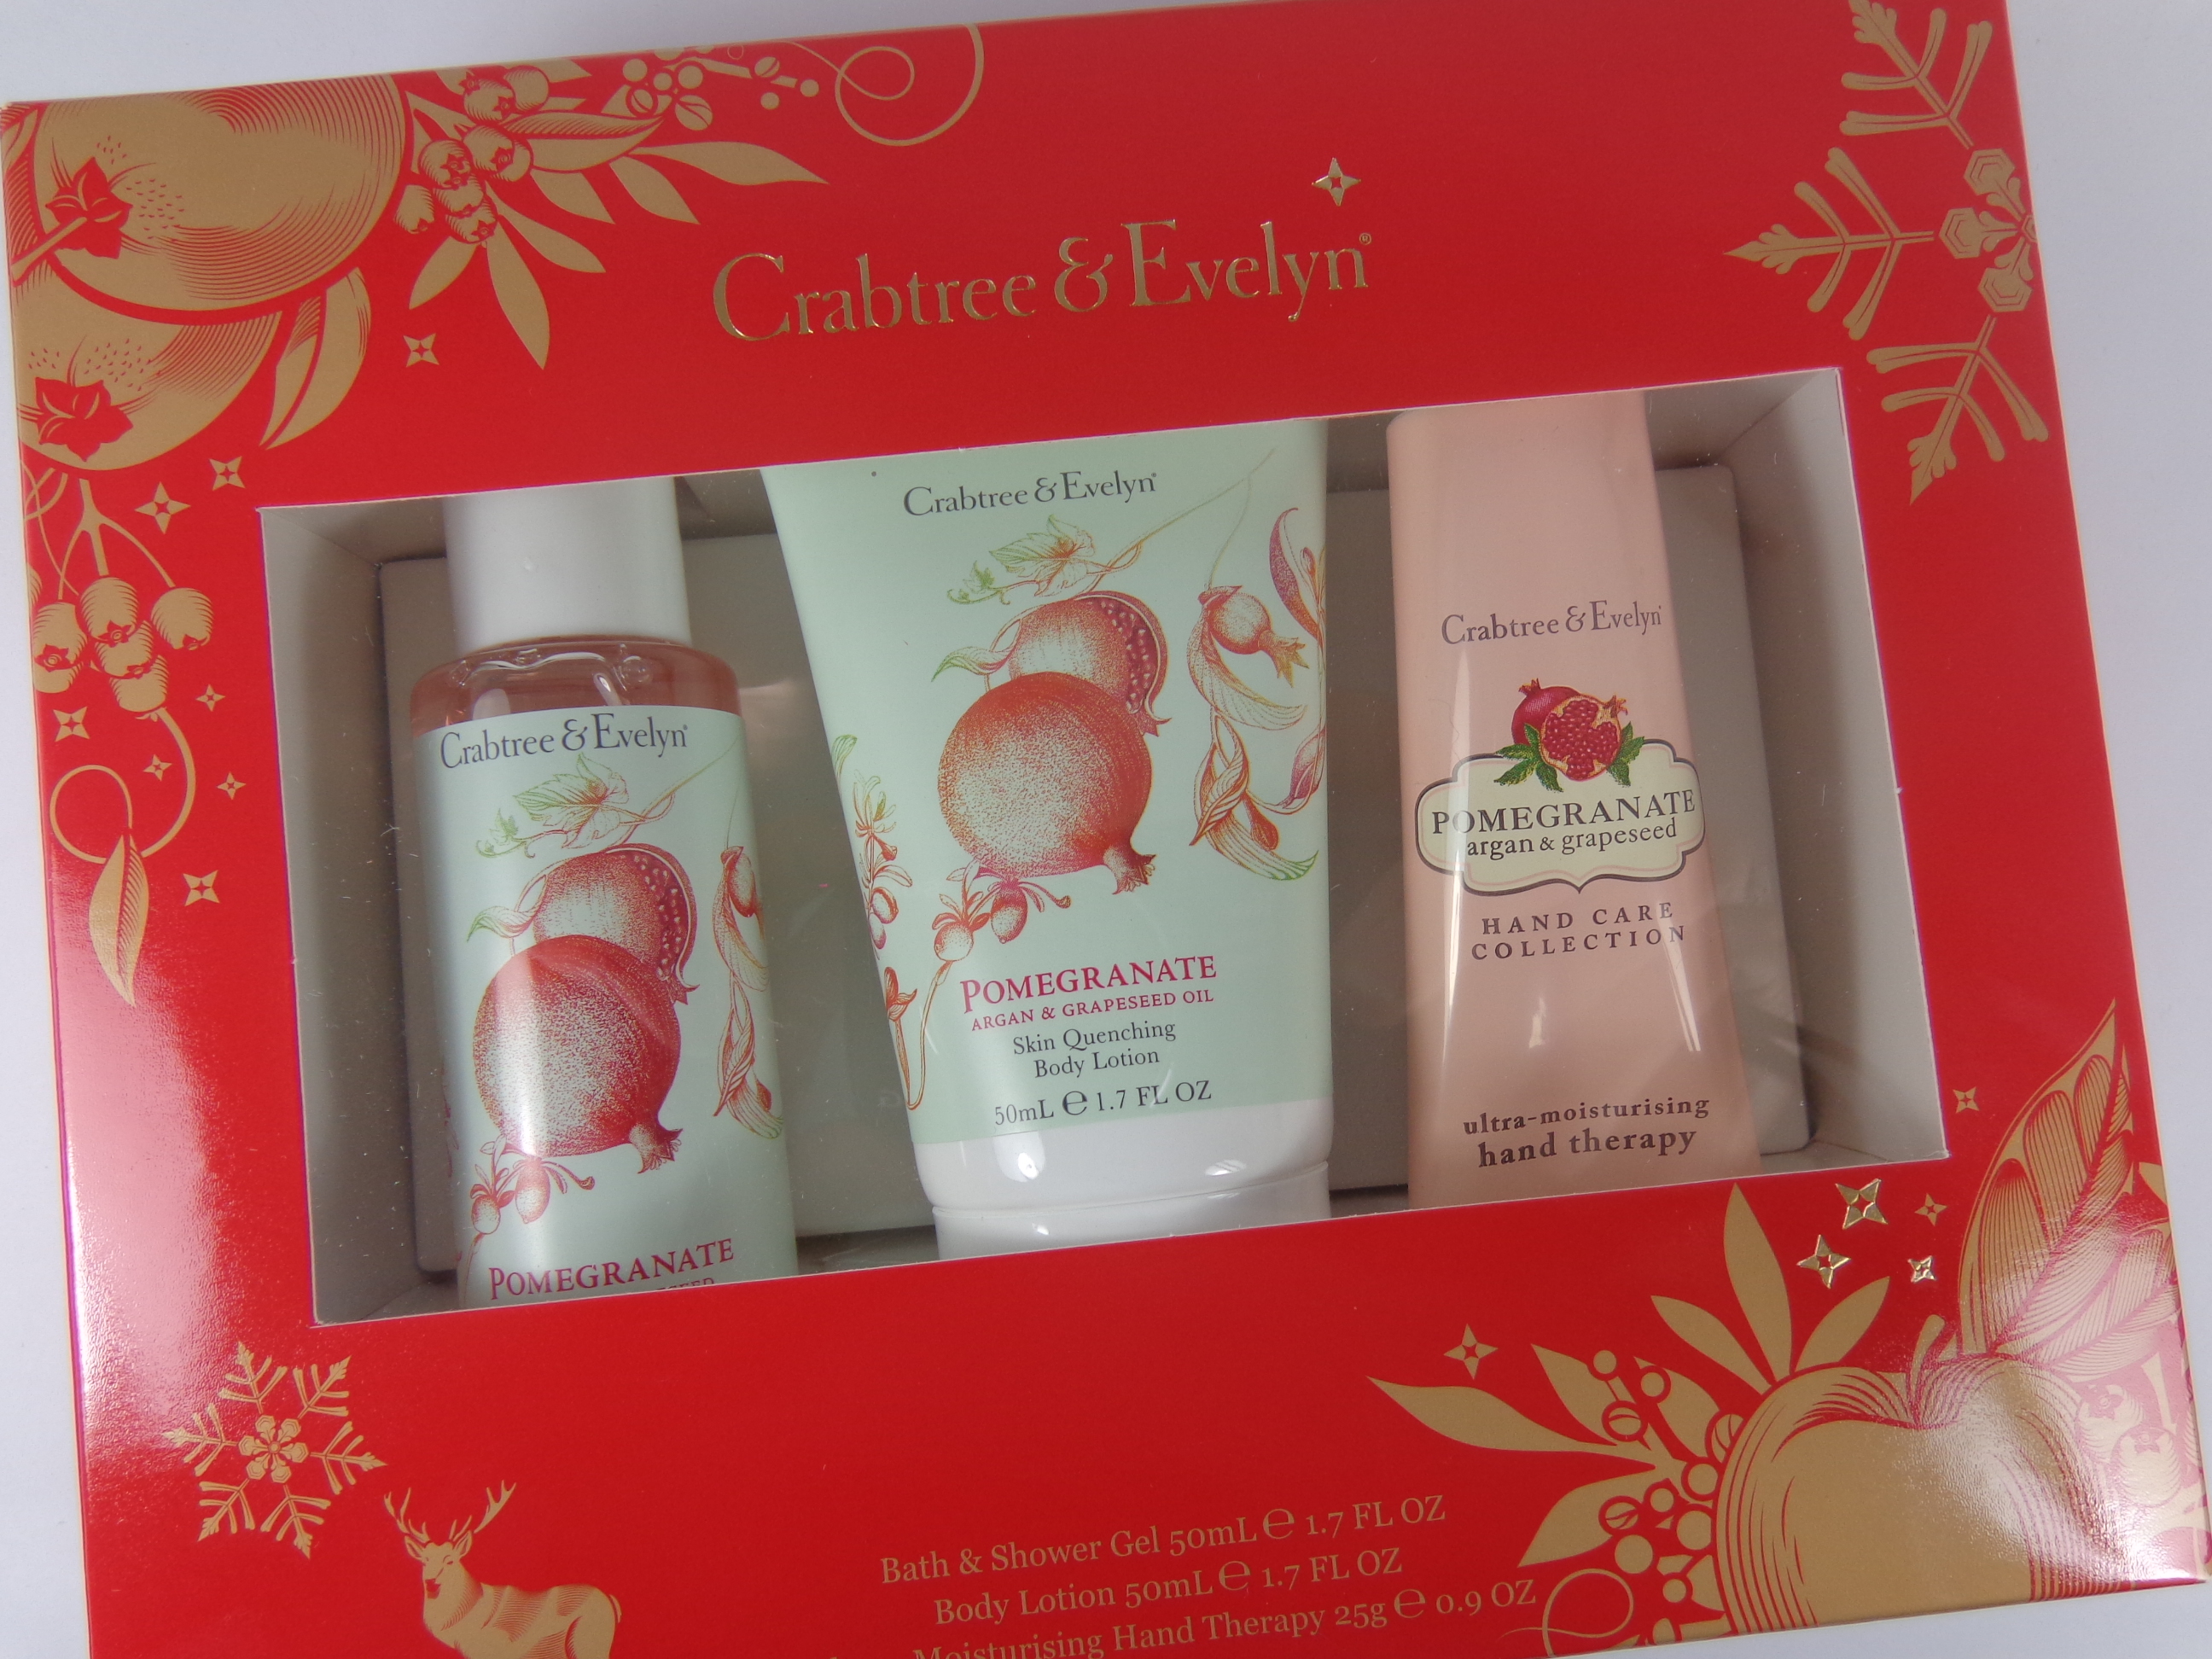 Crabtree & Evelyn®
Crabtree & Evelyn®
POMEGRANATE
Crabtree & Evelyn®
POMEGRANATE
ARGAN & GRAPESEED OIL
Skin Quenching
Body Lotion
50mL ℮ 1.7 FL OZ
Crabtree & Evelyn®
POMEGRANATE
argan & grapeseed
HAND CARE
COLLECTION
ultra-moisturising
hand therapy
Bath & Shower Gel 50mL ℮ 1.7 FL OZ
Body Lotion 50mL ℮ 1.7 FL OZ
Moisturising Hand Therapy 25g ℮ 0.9 OZ